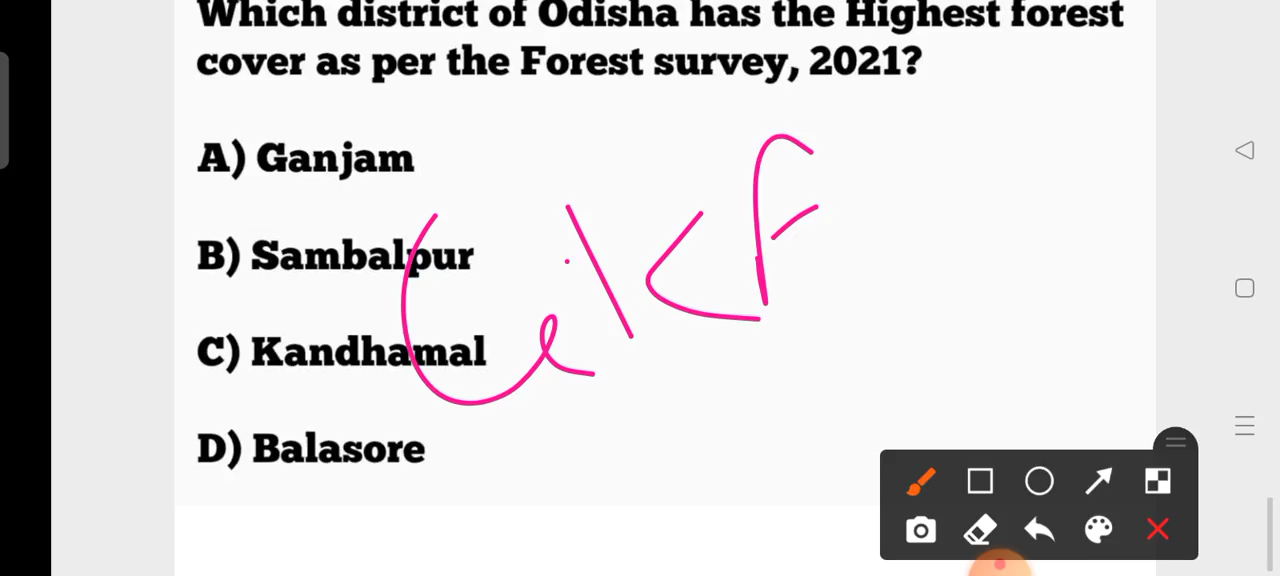 Which district of Odisha has the Highest forest
cover as per the Forest survey, 2021?
A) Ganjam
B) Sambalpur
C) Kandhamal
D) Balasore